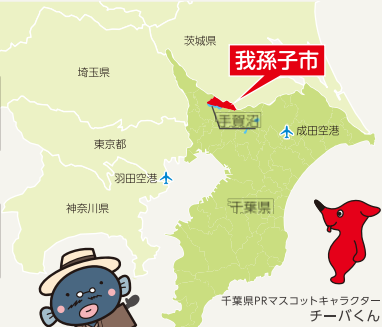 茨城県
我孫子市
埼玉県
手賀沼
成田空港
東京都
羽田空港
神奈川県
千葉県
千葉県PRマスコットキャラクター
チーバくん